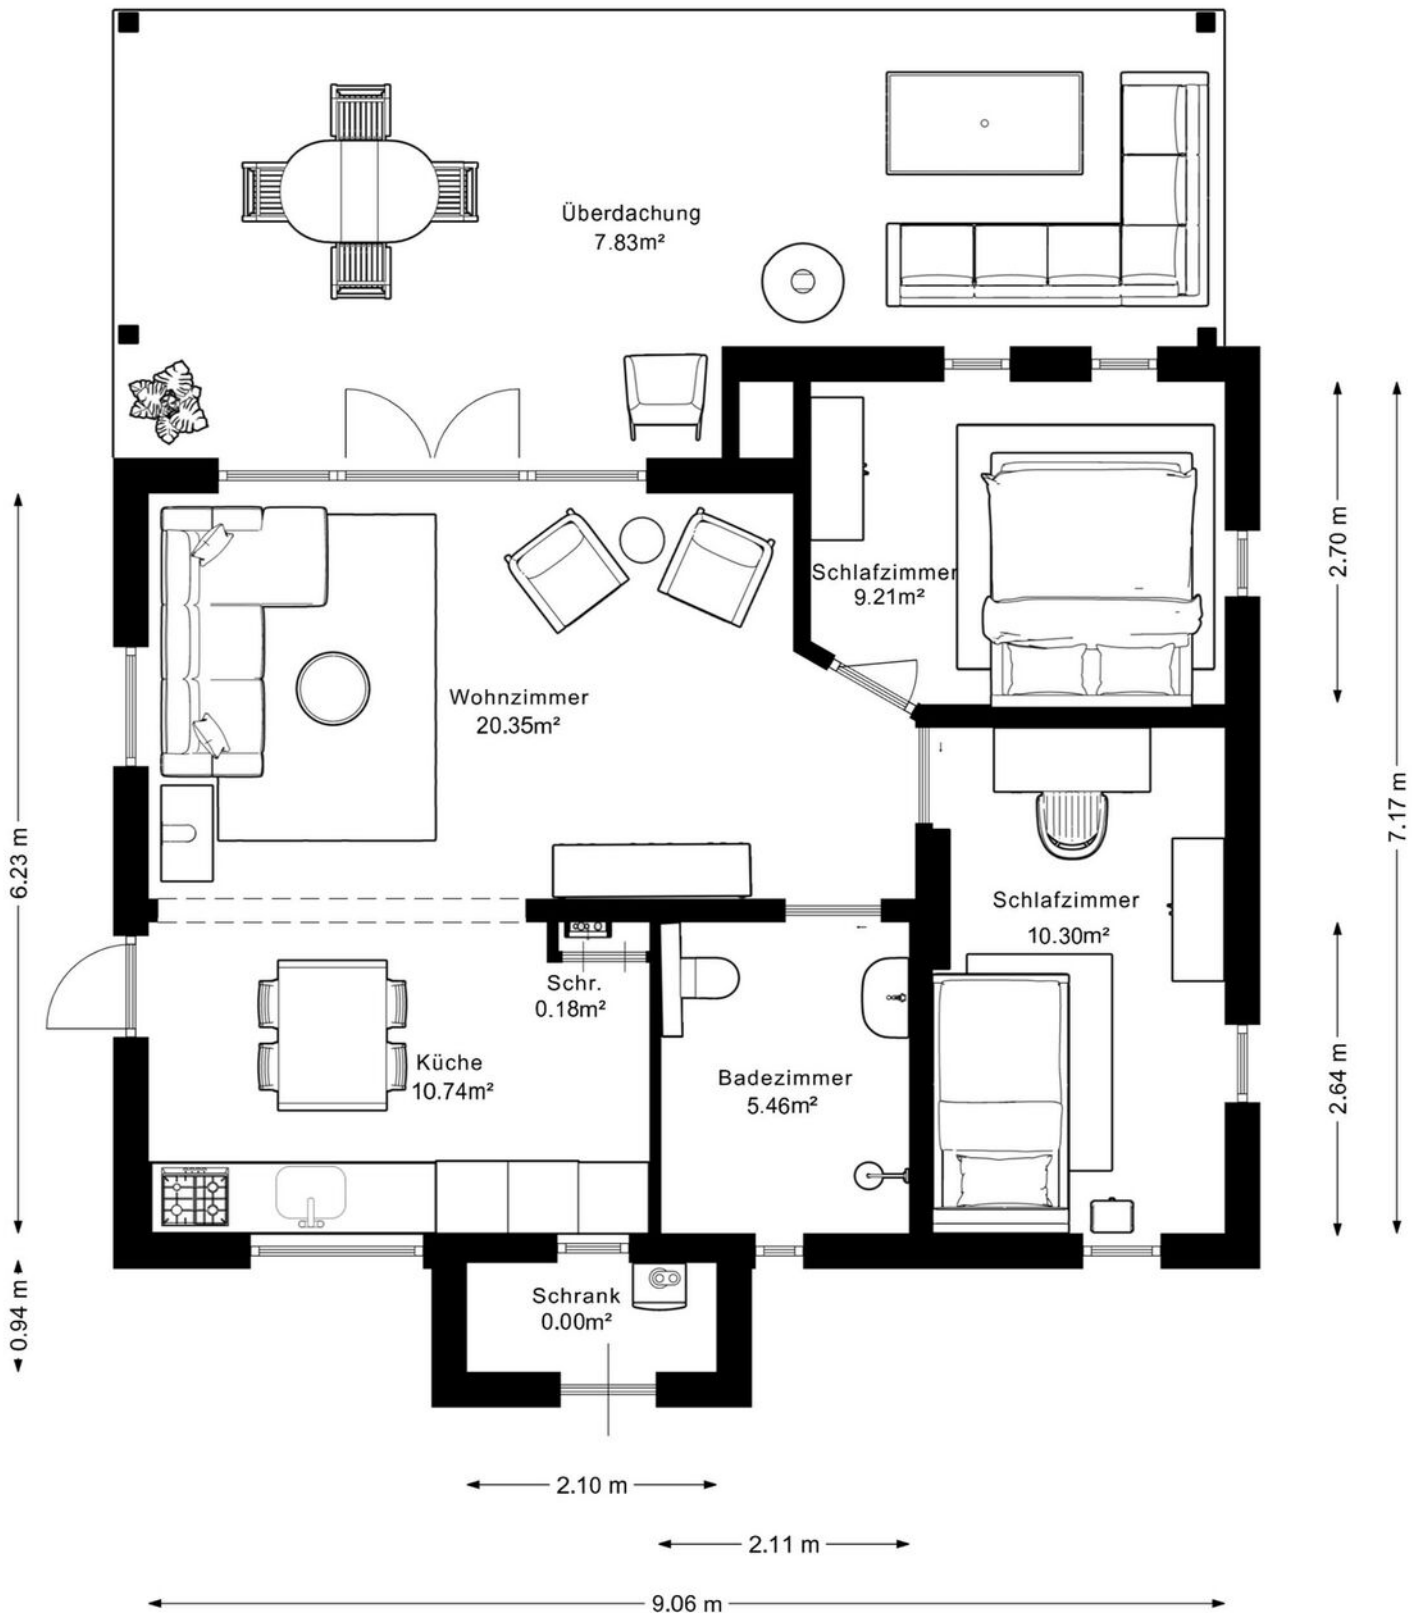 Überdachung
7.83m²
Schlafzimmer
9.21m²
2.70 m
Wohnzimmer
20.35m²
7.17 m
6.23 m
Schlafzimmer
10.30m²
Schr.
0.18m²
Küche
10.74m²
Badezimmer
5.46m²
2.64 m
Schrank
0.00m²
0.94 m
2.10 m
2.11 m
9.06 m